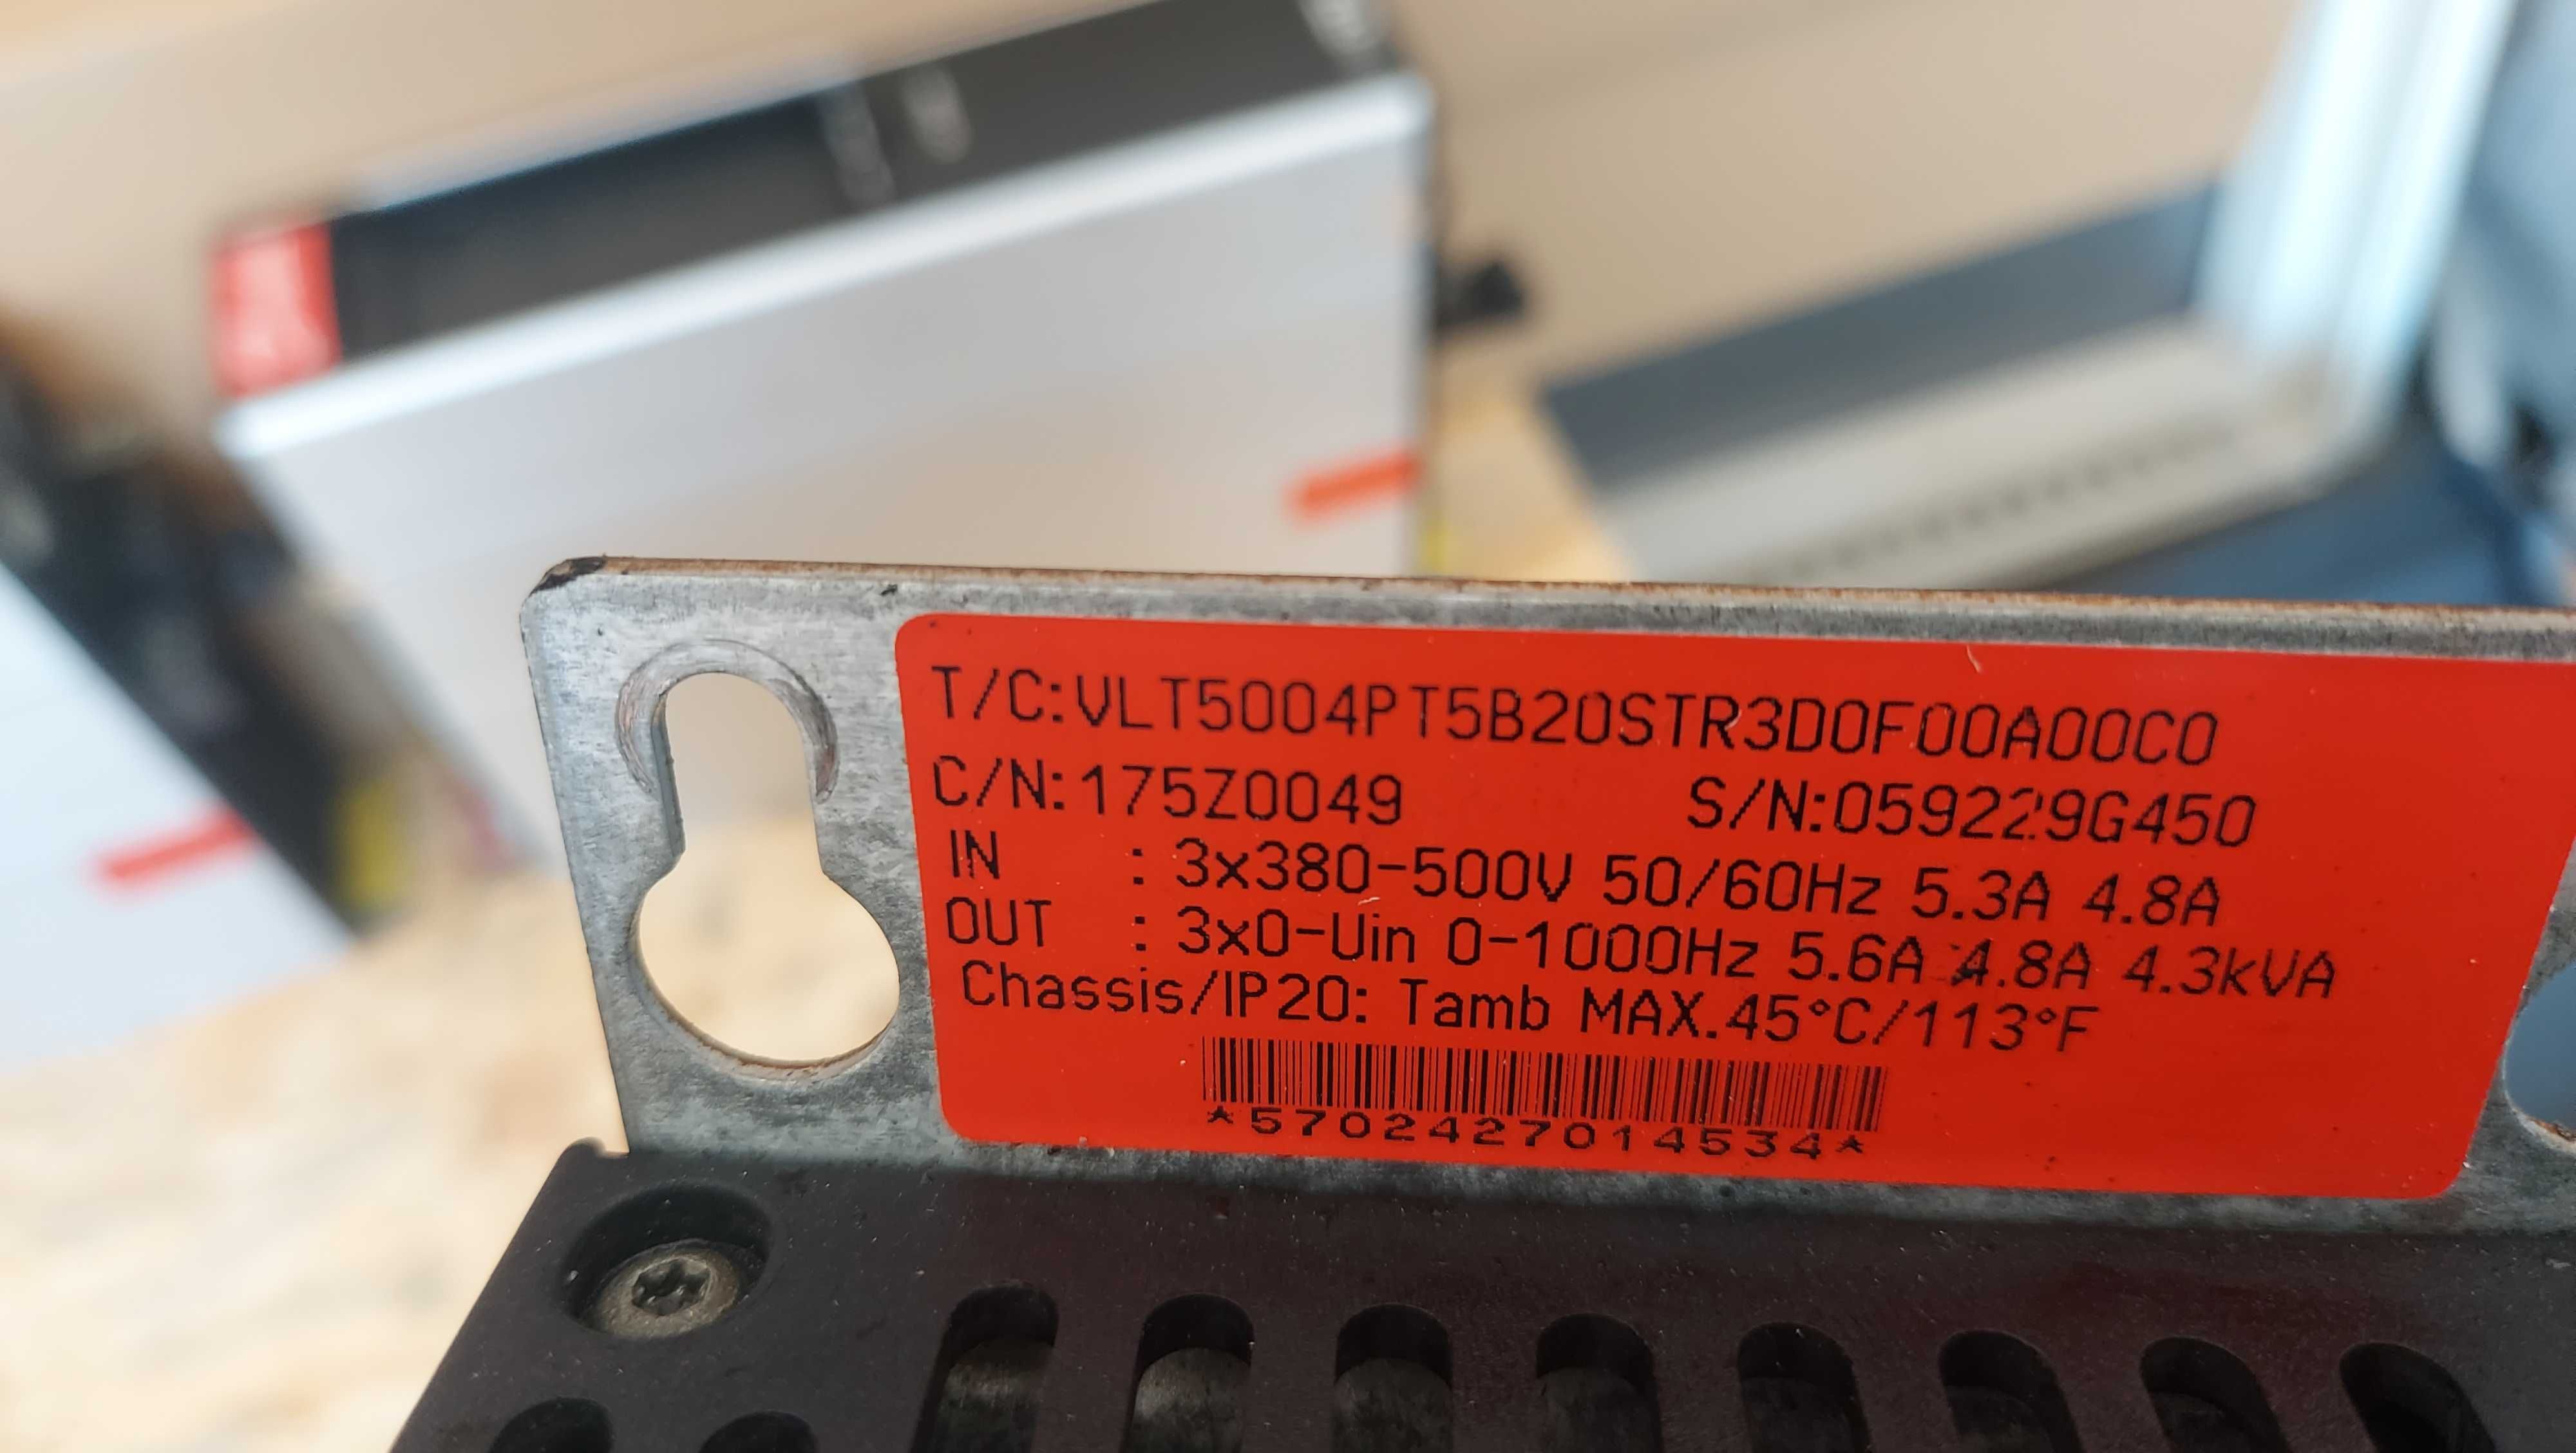 T/C:VLT5004PT5B20STR3D0F00A00C0
C/N:175Z0049 S/N:059229G450
IN : 3x380-500V 50/60Hz 5.3A 4.8A
OUT : 3x0-Uin 0-1000Hz 5.6A 4.8A 4.3kVA
Chassis/IP20: Tamb MAX.45°C/113°F
*5702427014534*